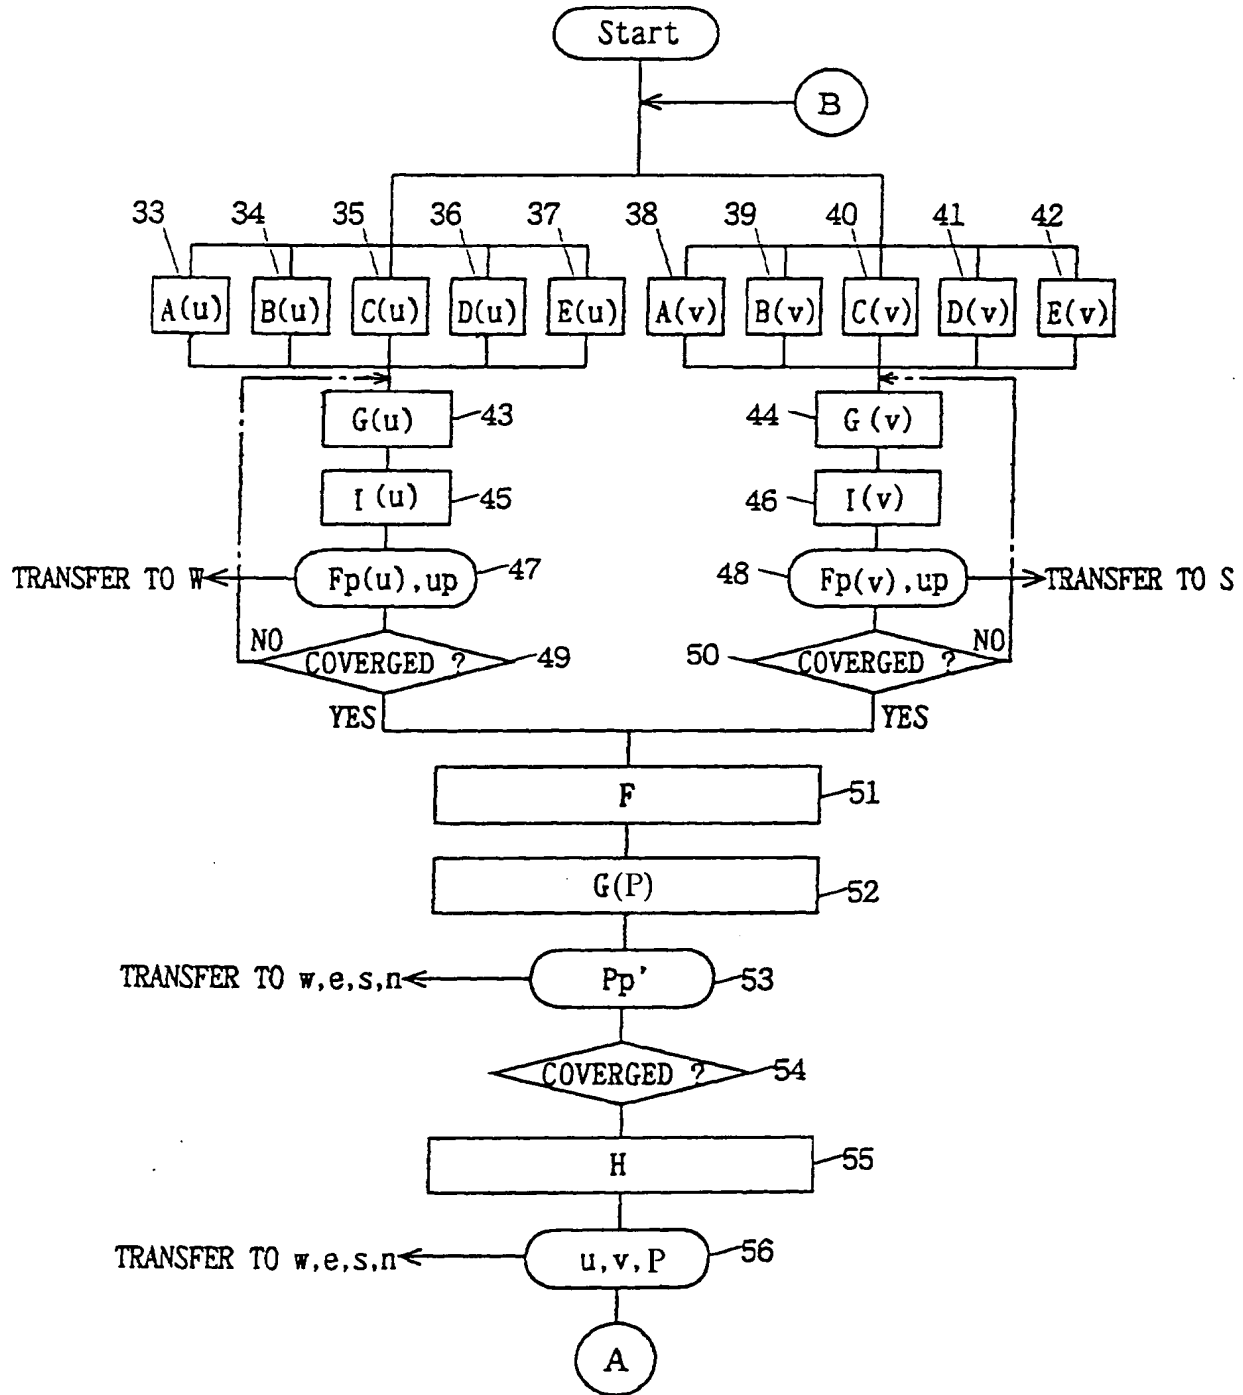 Start
B
33 34 35 36 37 38 39 40 41 42
A(u) B(u) C(u) D(u) E(u) A(v) B(v) C(v) D(v) E(v)
G(u) 43 44 G(v)
I(u) 45 46 I(v)
TRANSFER TO W Fp(u),up 47 48 Fp(v),up TRANSFER TO S
NO COVERGED ? 49 50 COVERGED ? NO
YES YES
F 51
G(P) 52
TRANSFER TO w,e,s,n Pp' 53
COVERGED ? 54
H 55
TRANSFER TO w,e,s,n u,v,P 56
A